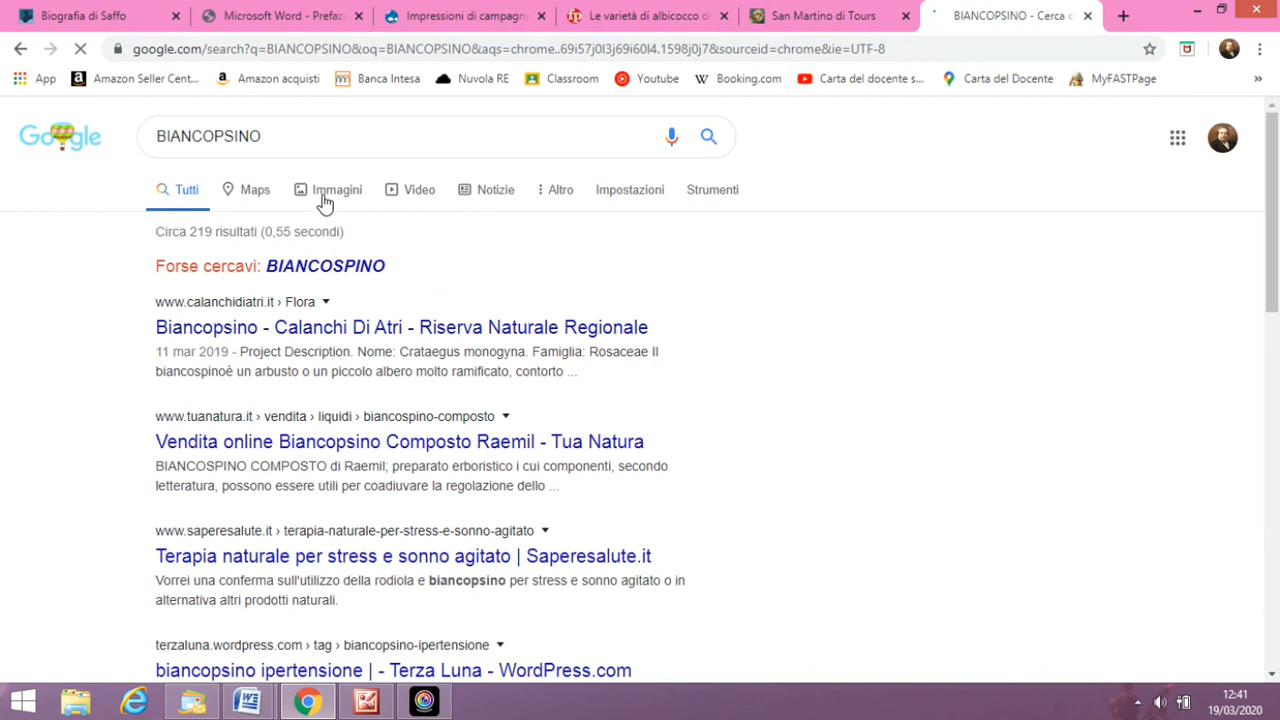 Biografia di Saffo
Microsoft Word - Prefaz
Impressioni di campagn
Le varietà di albicocco d
San Martino di Tours
BIANCOPSINO - Cerca c
google.com/search?q=BIANCOPSINO&oq=BIANCOPSINO&aqs=chrome..69i57j0l3j69i60l4.1598j0j7&sourceid=chrome&ie=UTF-8
App
Amazon Seller Cent...
Amazon acquisti
Banca Intesa
Nuvola RE
Classroom
Youtube
Booking.com
Carta del docente s...
Carta del Docente
MyFASTPage
»
Google
BIANCOPSINO
Tutti
Maps
Immagini
Video
Notizie
Altro
Impostazioni
Strumenti
Circa 219 risultati (0,55 secondi)
Forse cercavi: BIANCOSPINO
www.calanchidiatri.it › Flora
Biancopsino - Calanchi Di Atri - Riserva Naturale Regionale
11 mar 2019 - Project Description. Nome: Crataegus monogyna. Famiglia: Rosaceae Il
biancospinoè un arbusto o un piccolo albero molto ramificato, contorto ...
www.tuanatura.it › vendita › liquidi › biancospino-composto
Vendita online Biancopsino Composto Raemil - Tua Natura
BIANCOSPINO COMPOSTO di Raemil; preparato erboristico i cui componenti, secondo
letteratura, possono essere utili per coadiuvare la regolazione dello ...
www.saperesalute.it › terapia-naturale-per-stress-e-sonno-agitato
Terapia naturale per stress e sonno agitato | Saperesalute.it
Vorrei una conferma sull'utilizzo della rodiola e biancopsino per stress e sonno agitato o in
alternativa altri prodotti naturali.
terzaluna.wordpress.com › tag › biancopsino-ipertensione
biancopsino ipertensione | - Terza Luna - WordPress.com
12:41
19/03/2020